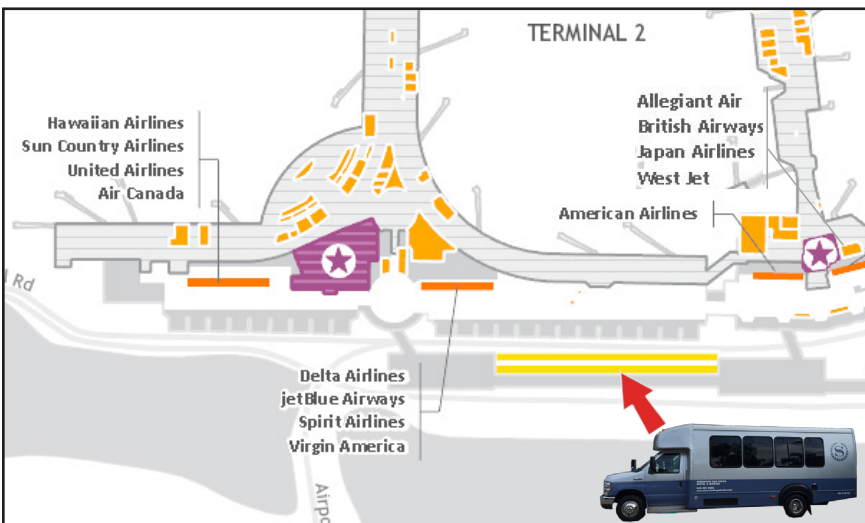 TERMINAL 2
Hawaiian Airlines
Sun Country Airlines
United Airlines
Air Canada
Allegiant Air
British Airways
Japan Airlines
West Jet
American Airlines
Rd
Delta Airlines
jetBlue Airways
Spirit Airlines
Virgin America
Airpo
S